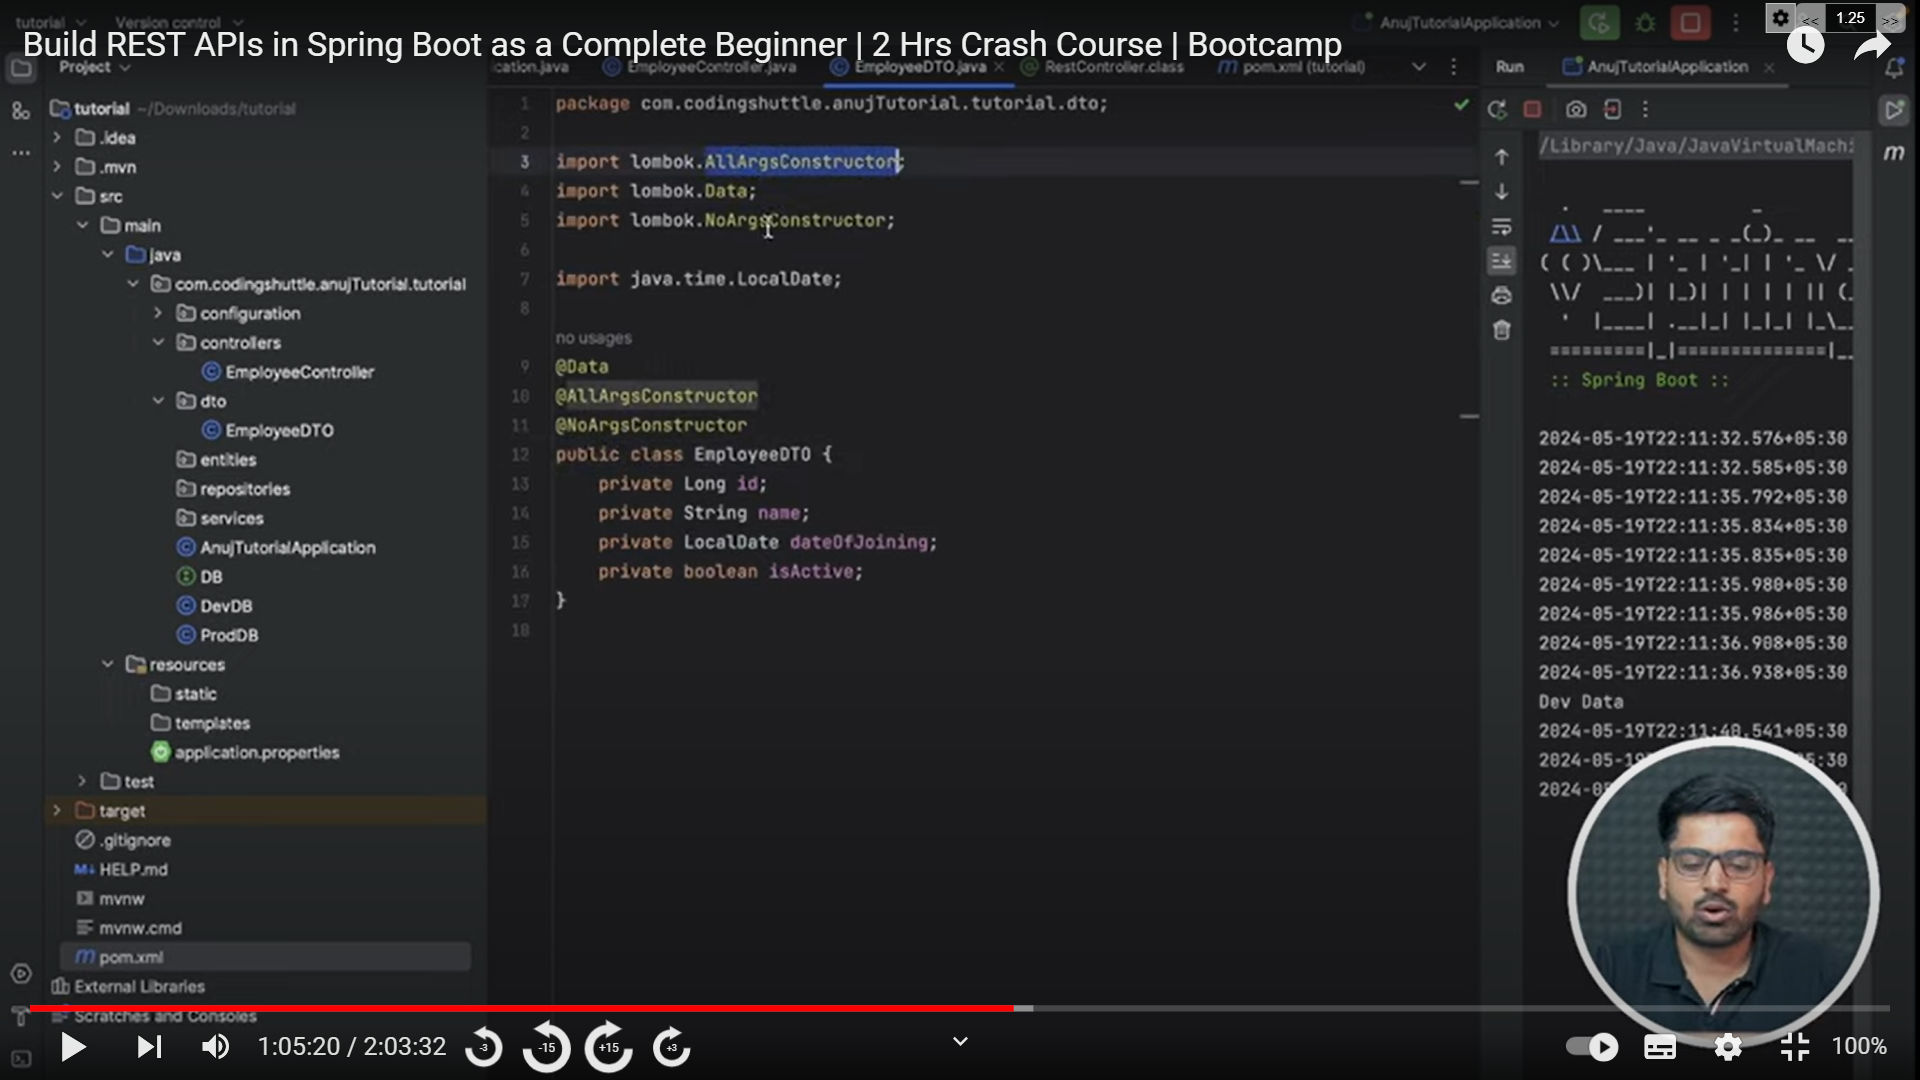 tutorial Version control AnujTutorialApplication << 1.25 >>
Build REST APIs in Spring Boot as a Complete Beginner | 2 Hrs Crash Course | Bootcamp
Project cation.java EmployeeController.java EmployeeDTO.java RestController.class pom.xml (tutorial) Run AnujTutorialApplication
tutorial ~/Downloads/tutorial
.idea
.mvn
src
main
java
com.codingshuttle.anujTutorial.tutorial
configuration
controllers
EmployeeController
dto
EmployeeDTO
entities
repositories
services
AnujTutorialApplication
DB
DevDB
ProdDB
resources
static
templates
application.properties
test
target
.gitignore
M↓ HELP.md
mvnw
mvnw.cmd
pom.xml
External Libraries
Scratches and Consoles
1 package com.codingshuttle.anujTutorial.tutorial.dto;
2
3 import lombok.AllArgsConstructor;
4 import lombok.Data;
5 import lombok.NoArgsConstructor;
6
7 import java.time.LocalDate;
8
no usages
9 @Data
10 @AllArgsConstructor
11 @NoArgsConstructor
12 public class EmployeeDTO {
13 private Long id;
14 private String name;
15 private LocalDate dateOfJoining;
16 private boolean isActive;
17 }
18
/Library/Java/JavaVirtualMachi
:: Spring Boot ::
2024-05-19T22:11:32.576+05:30
2024-05-19T22:11:32.585+05:30
2024-05-19T22:11:35.792+05:30
2024-05-19T22:11:35.834+05:30
2024-05-19T22:11:35.835+05:30
2024-05-19T22:11:35.980+05:30
2024-05-19T22:11:35.986+05:30
2024-05-19T22:11:36.908+05:30
2024-05-19T22:11:36.938+05:30
Dev Data
2024-05-19T22:11:40.541+05:30
1:05:20 / 2:03:32 -3 -15 +15 +3 100%